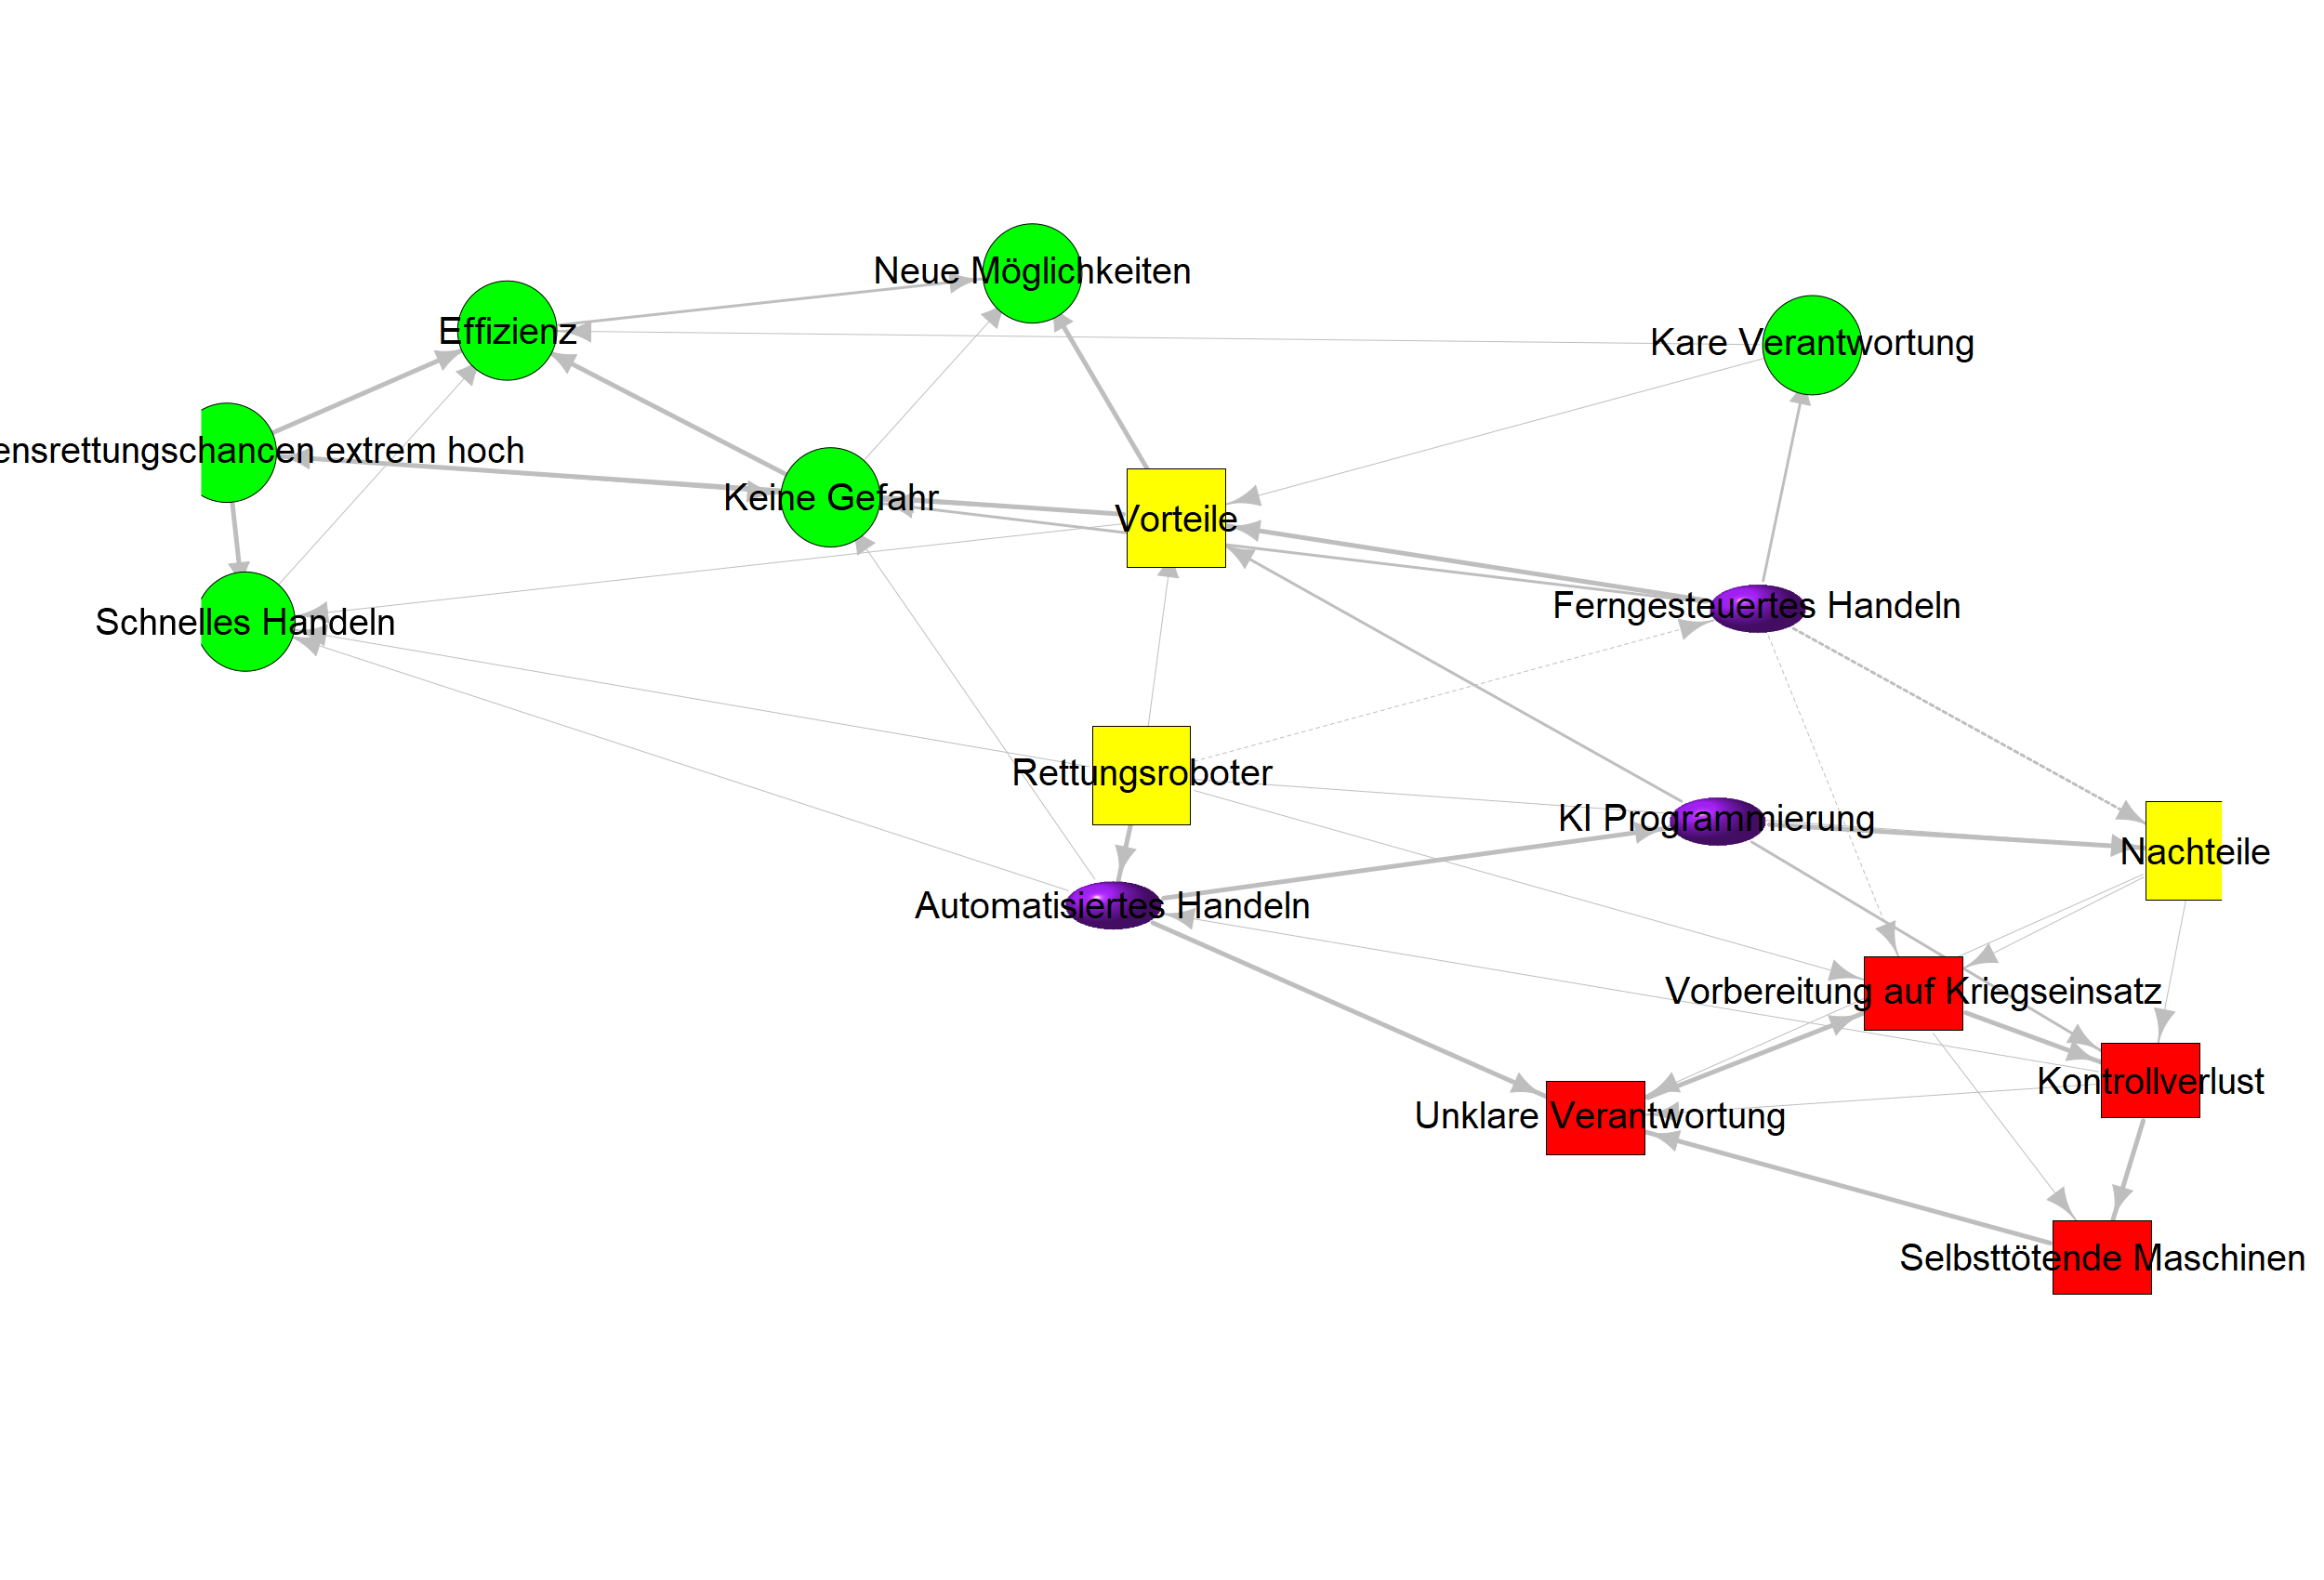 Neue Möglichkeiten
Effizienz
Kare Verantwortung
ensrettungschancen extrem hoch
Keine Gefahr
Vorteile
Ferngesteuertes Handeln
Schnelles Handeln
Rettungsroboter
KI Programmierung
Nachteile
Automatisiertes Handeln
Vorbereitung auf Kriegseinsatz
Kontrollverlust
Unklare Verantwortung
Selbsttötende Maschinen